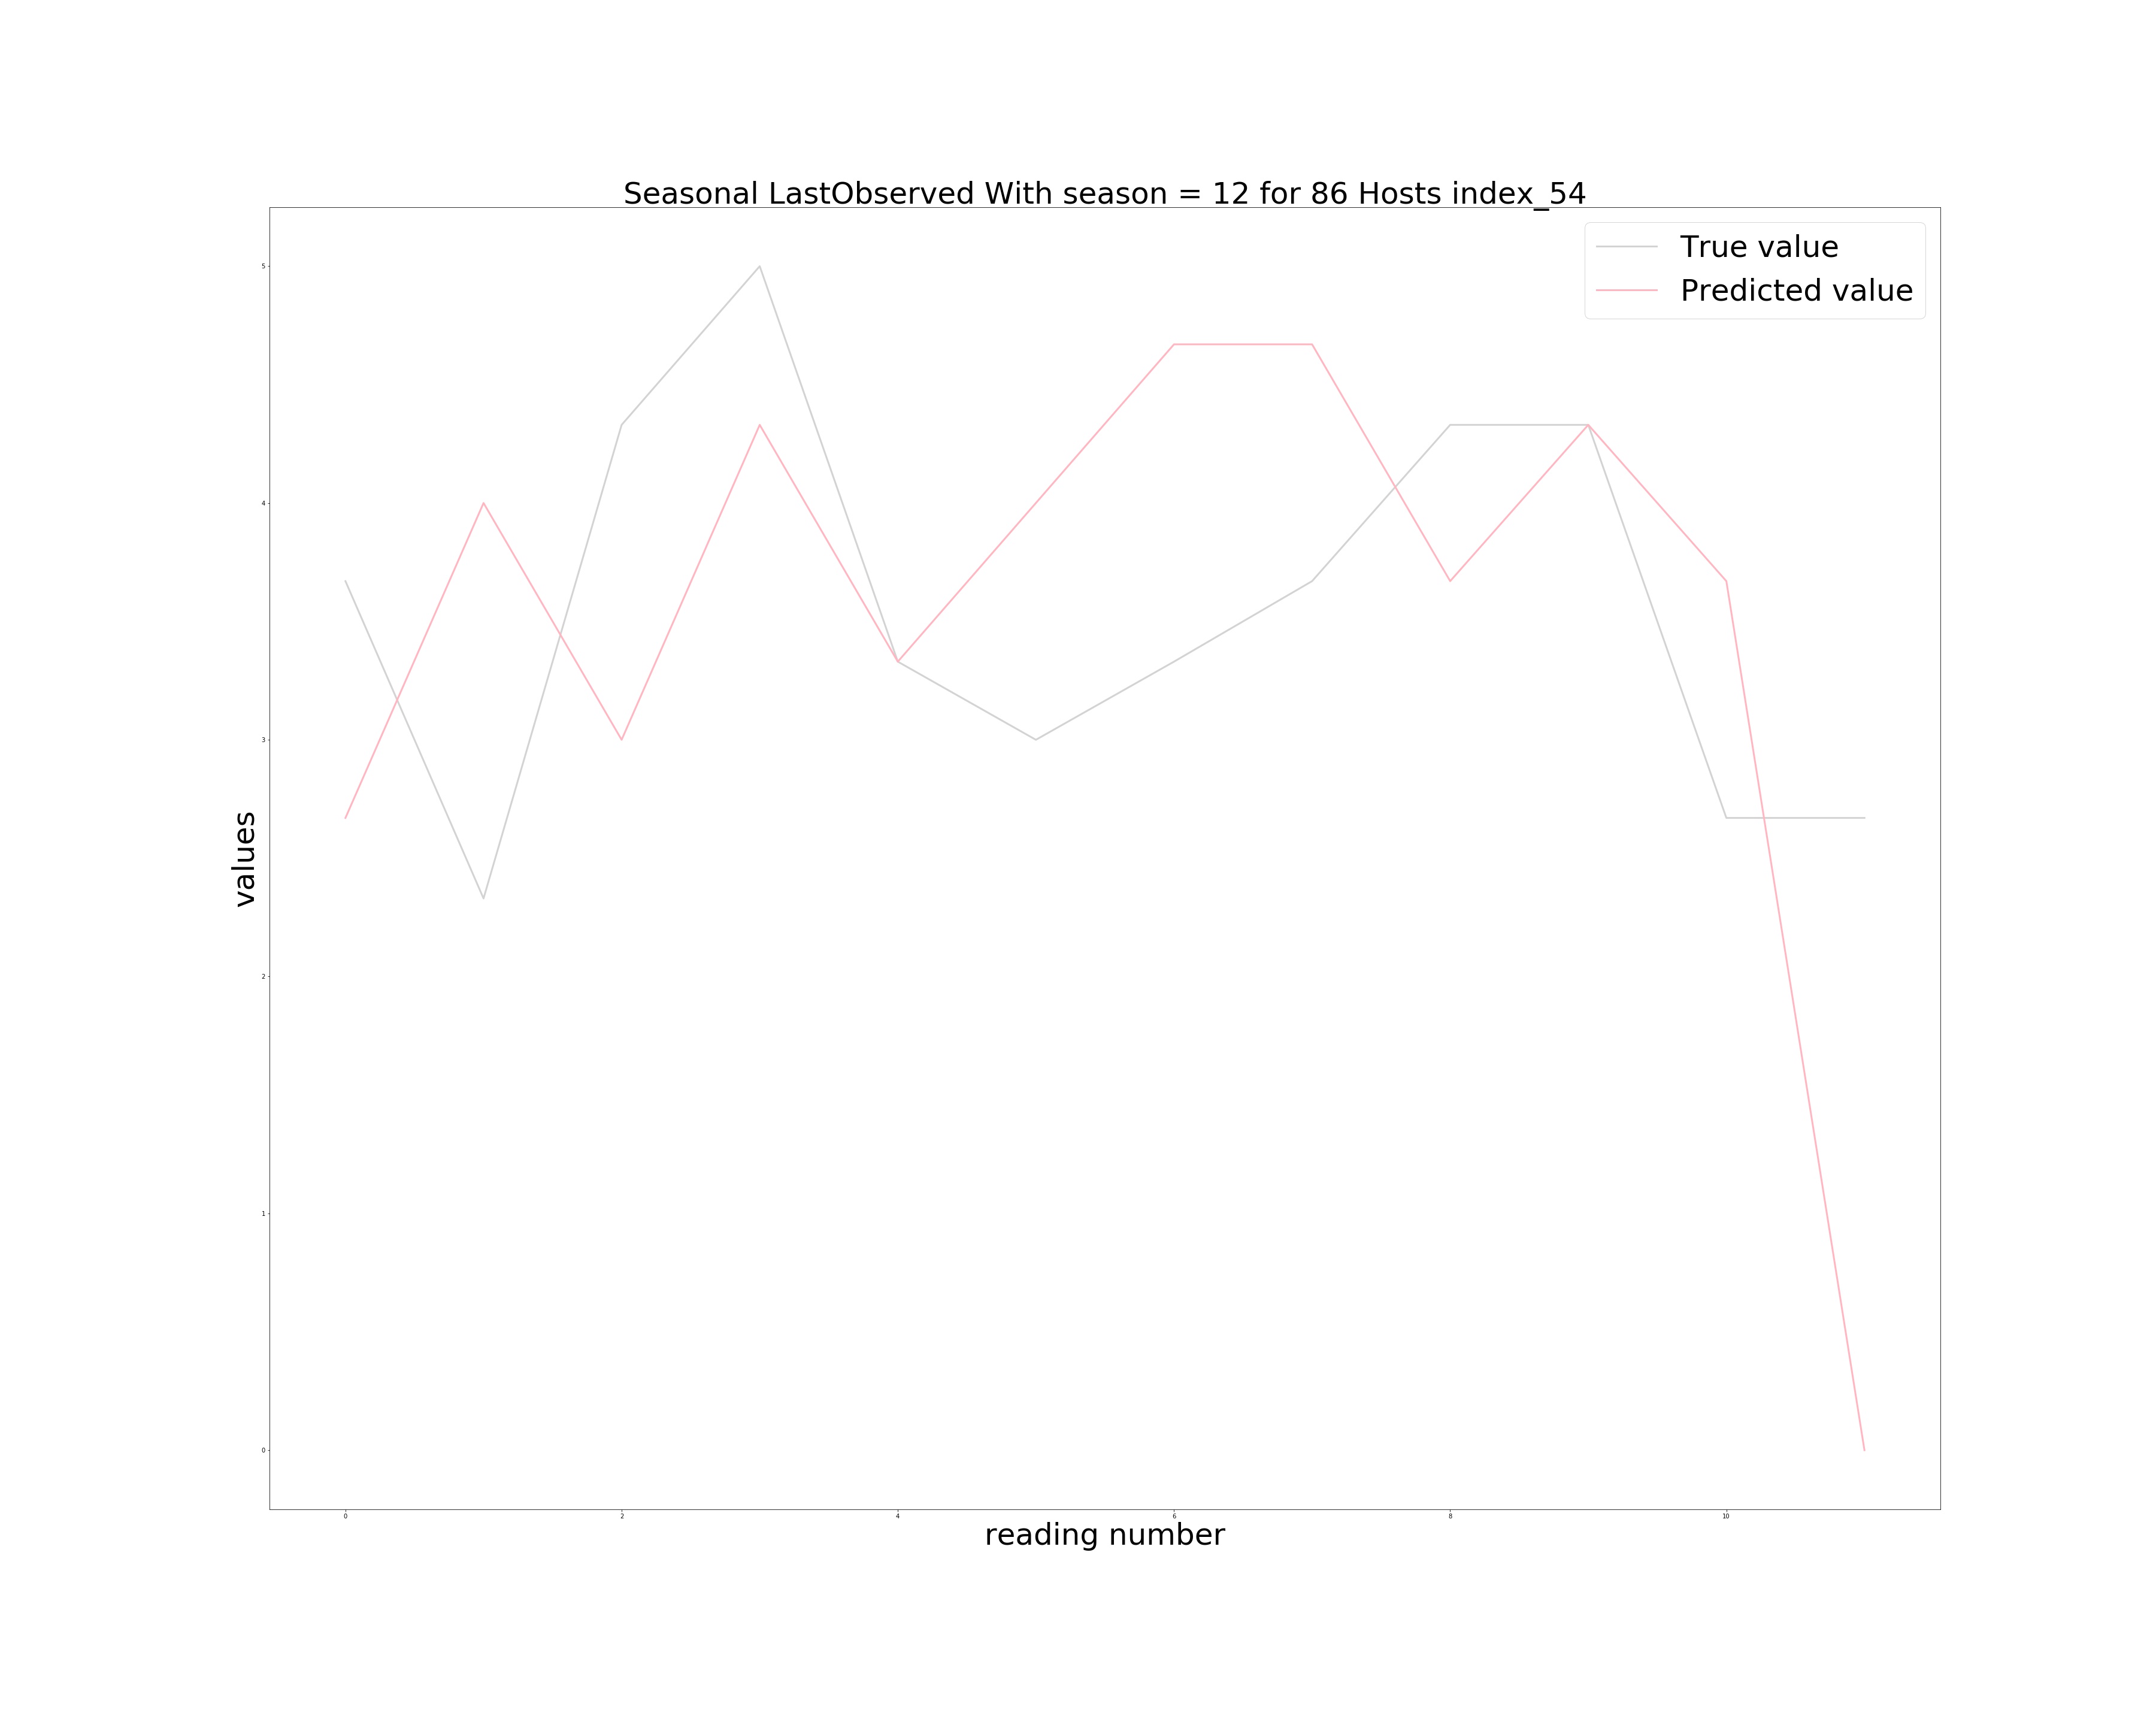 Seasonal LastObserved With season = 12 for 86 Hosts index_54
True value
Predicted value
5
4
3
2
1
0
values
0 2 4 6 8 10
reading number